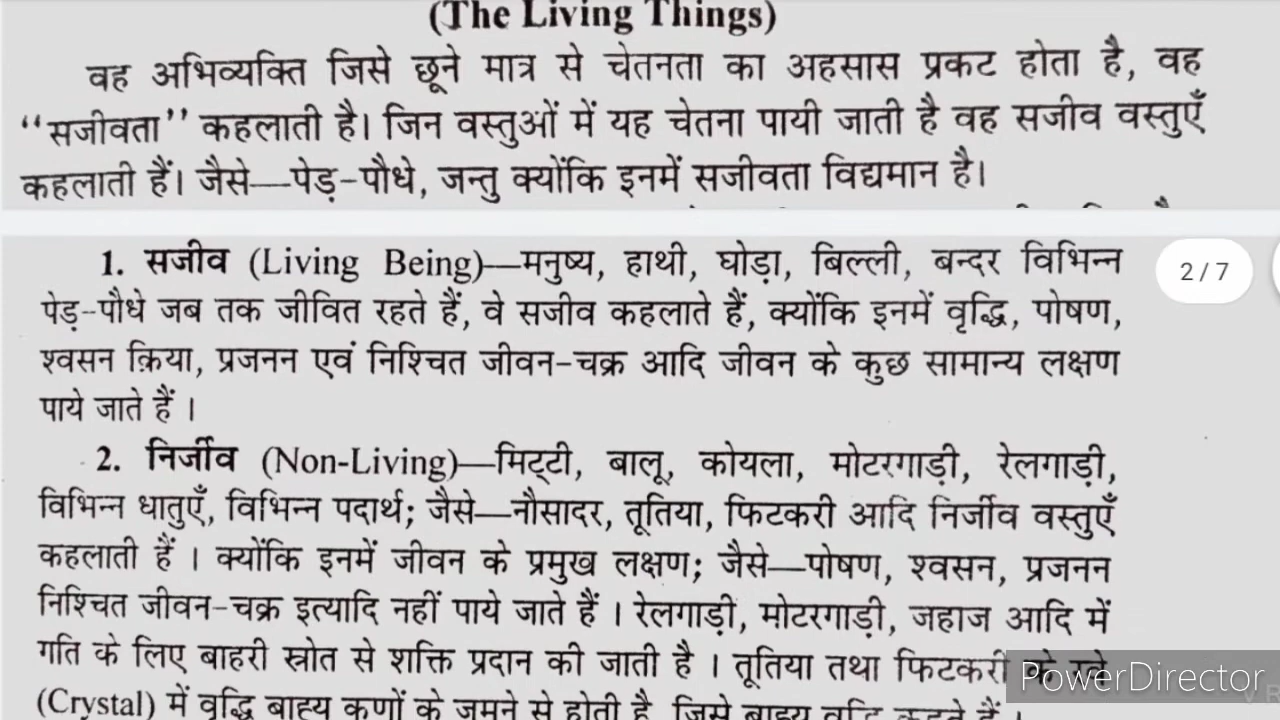 (The Living Things)
वह अभिव्यक्ति जिसे छूने मात्र से चेतनता का अहसास प्रकट होता है, वह
“सजीवता” कहलाती है। जिन वस्तुओं में यह चेतना पायी जाती है वह सजीव वस्तुएँ
कहलाती हैं। जैसे—पेड़-पौधे, जन्तु क्योंकि इनमें सजीवता विद्यमान है।
1. सजीव (Living Being)—मनुष्य, हाथी, घोड़ा, बिल्ली, बन्दर विभिन्न
2/7
पेड़-पौधे जब तक जीवित रहते हैं, वे सजीव कहलाते हैं, क्योंकि इनमें वृद्धि, पोषण,
श्वसन क्रिया, प्रजनन एवं निश्चित जीवन-चक्र आदि जीवन के कुछ सामान्य लक्षण
पाये जाते हैं ।
2. निर्जीव (Non-Living)—मिट्टी, बालू, कोयला, मोटरगाड़ी, रेलगाड़ी,
विभिन्न धातुएँ, विभिन्न पदार्थ; जैसे—नौसादर, तूतिया, फिटकरी आदि निर्जीव वस्तुएँ
कहलाती हैं । क्योंकि इनमें जीवन के प्रमुख लक्षण; जैसे—पोषण, श्वसन, प्रजनन
निश्चित जीवन-चक्र इत्यादि नहीं पाये जाते हैं । रेलगाड़ी, मोटरगाड़ी, जहाज आदि में
गति के लिए बाहरी स्रोत से शक्ति प्रदान की जाती है । तूतिया तथा फिटकरी के रवे
PowerDirector
(Crystal) में वृद्धि बाह्य कणों के जमने से होती है, जिसे बाह्य वृद्धि कहते हैं ।